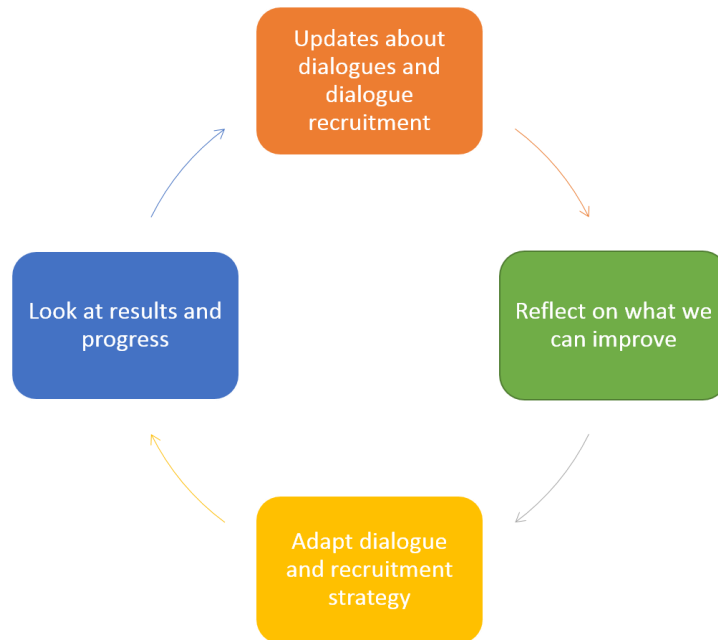 Updates about
dialogues and
dialogue
recruitment
Reflect on what we
can improve
Adapt dialogue
and recruitment
strategy
Look at results and
progress